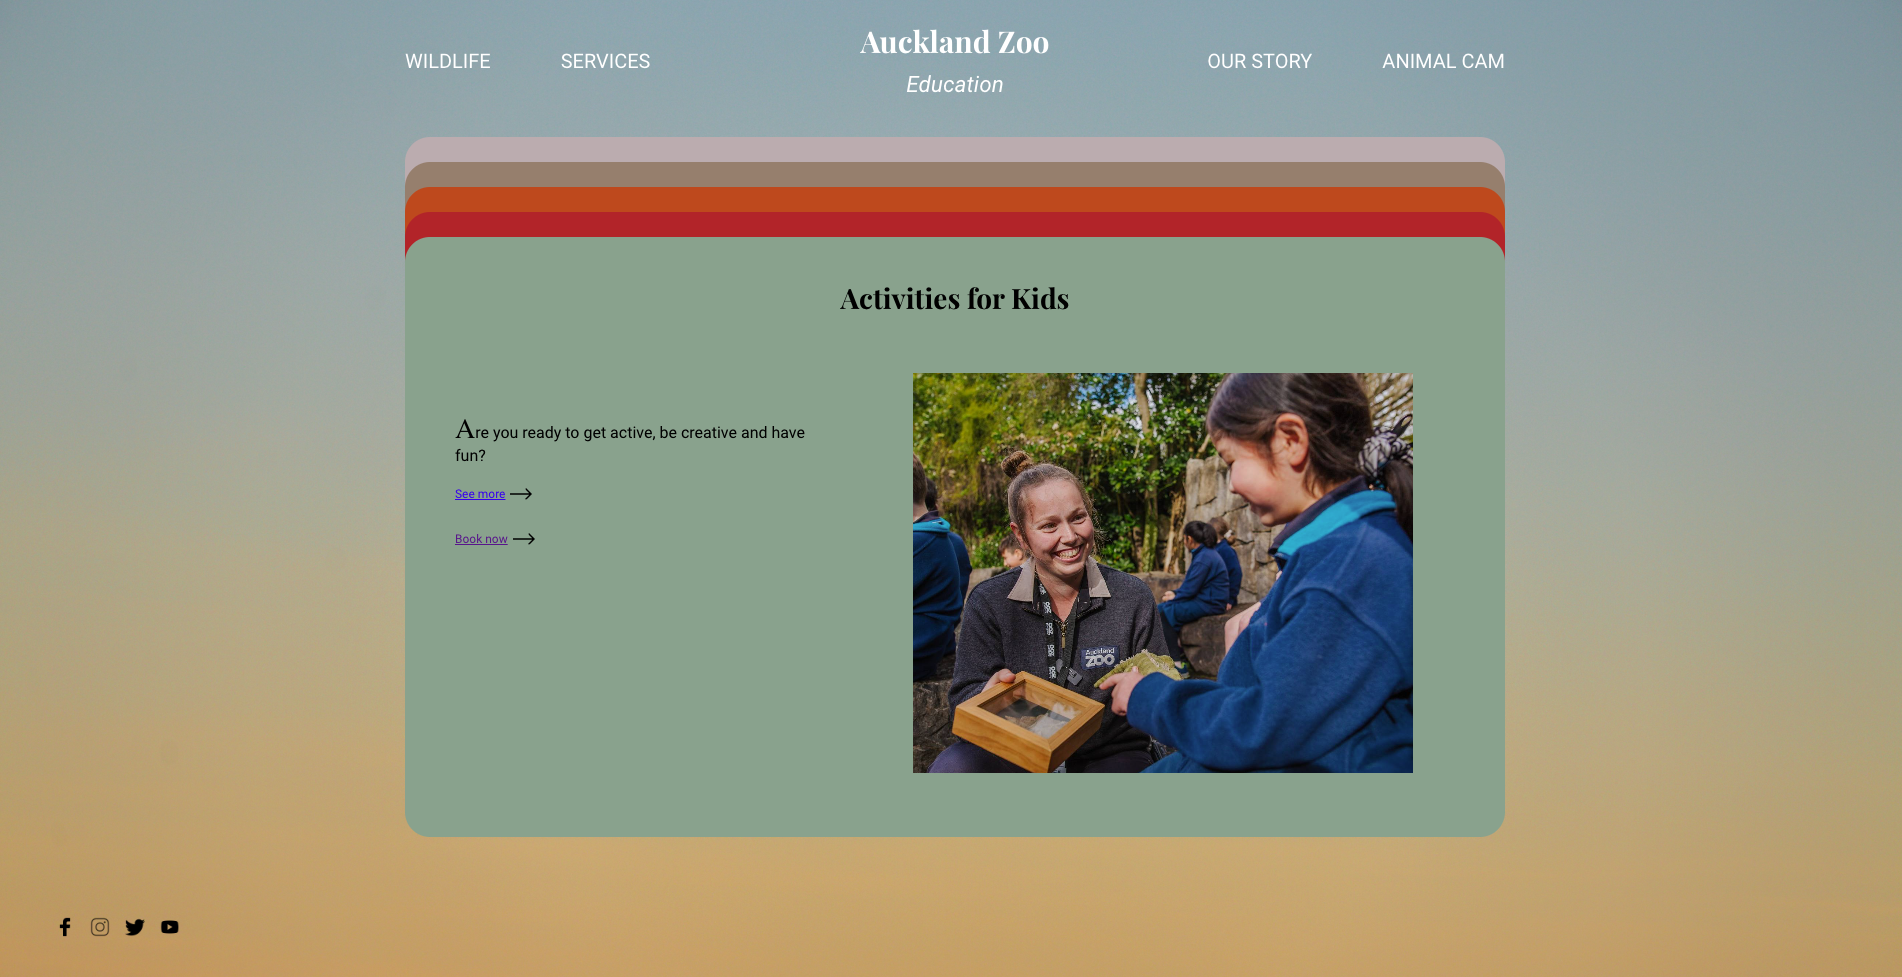 WILDLIFE
SERVICES
Auckland Zoo
Education
OUR STORY
ANIMAL CAM
Activities for Kids
Are you ready to get active, be creative and have
fun?
See more
Book now
Auckland
ZOO